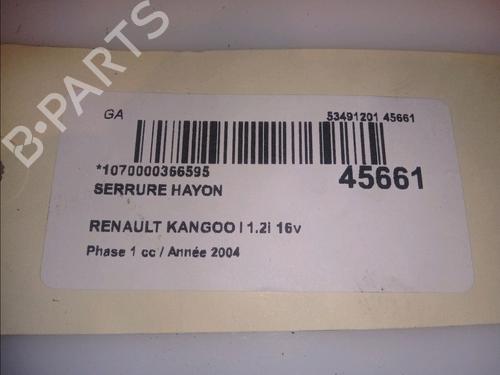 GA
53491201 45661
*1070000366595
45661
SERRURE HAYON
RENAULT KANGOO I 1.2i 16v
Phase 1 cc / Année 2004
B-PARTS